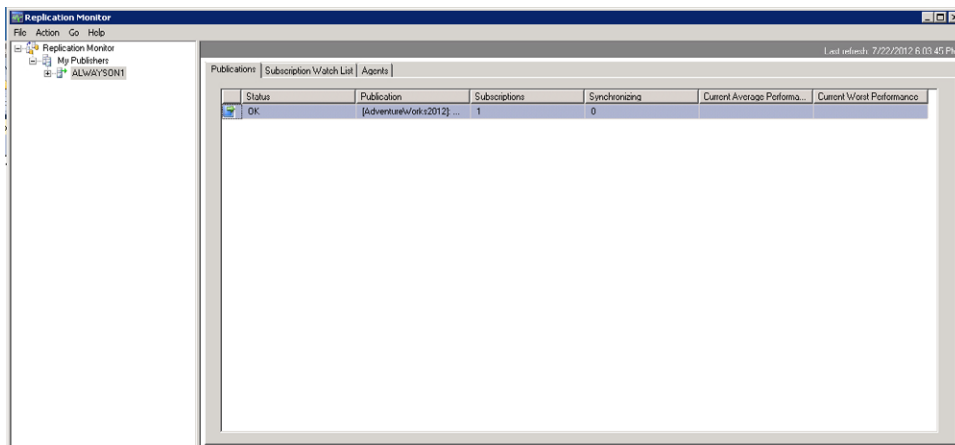 Replication Monitor
File Action Go Help
Replication Monitor
My Publishers
ALWAYSON1
Last refresh: 7/22/2012 6:03:45 PM
Publications Subscription Watch List Agents
Status Publication Subscriptions Synchronizing Current Average Performa... Current Worst Performance
OK [AdventureWorks2012]: ... 1 0